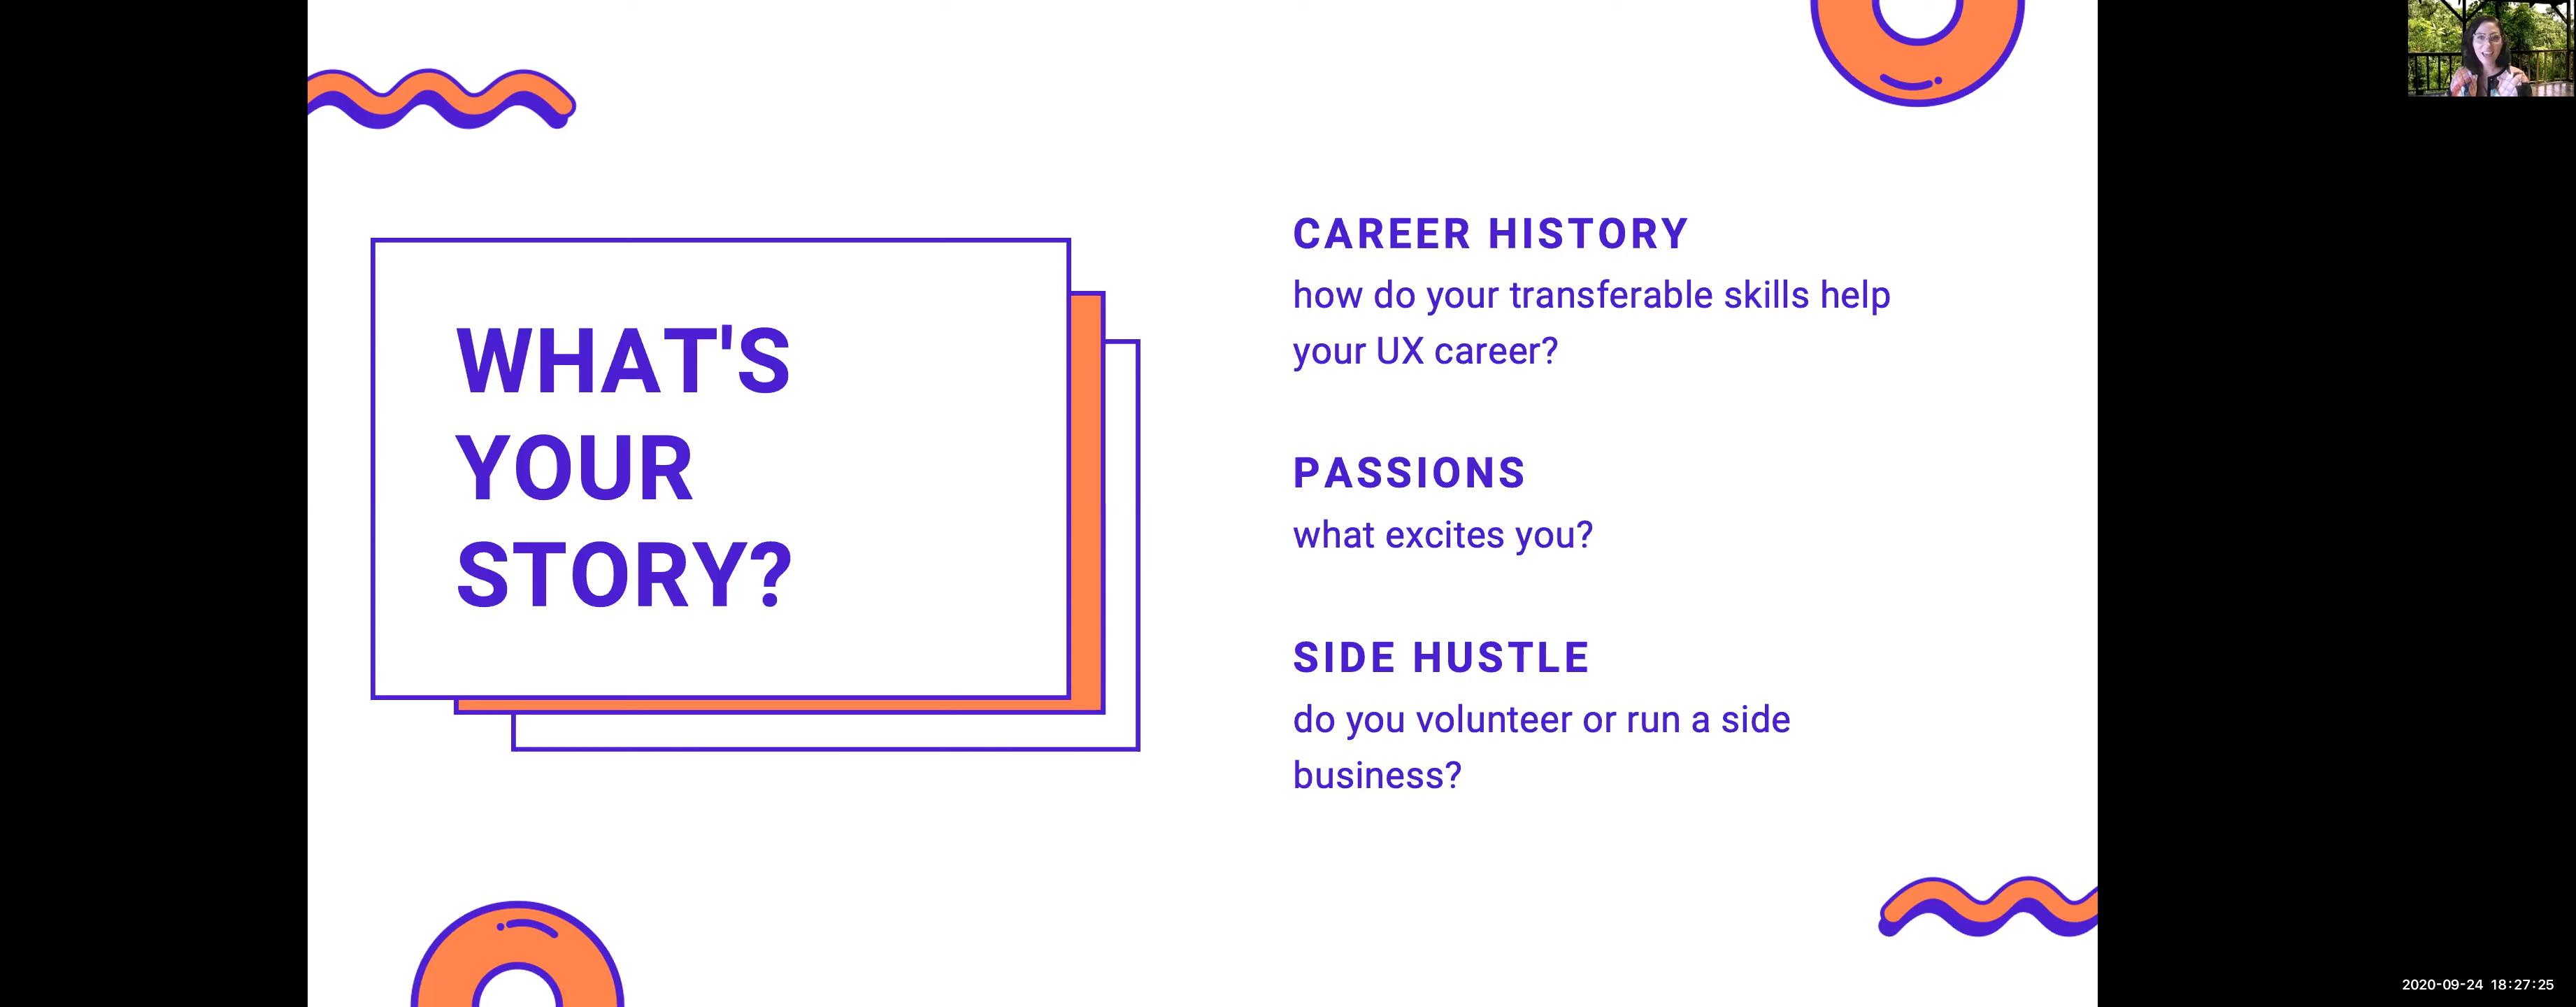 WHAT'S
YOUR
STORY?
CAREER HISTORY
how do your transferable skills help
your UX career?
PASSIONS
what excites you?
SIDE HUSTLE
do you volunteer or run a side
business?
2020-09-24 18:27:25